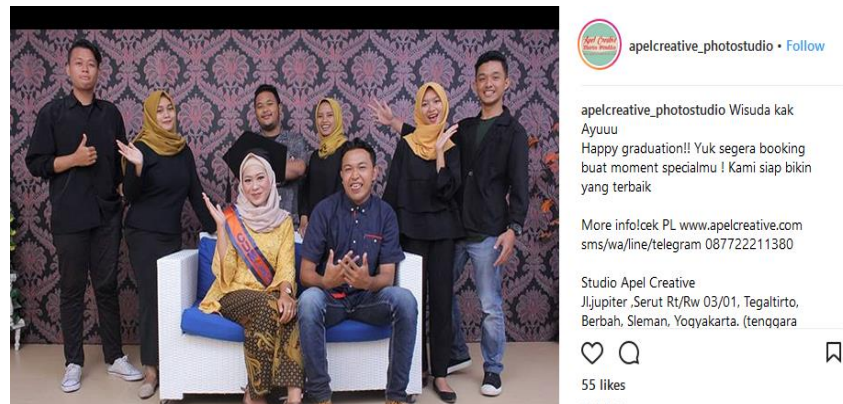 apelcreative_photostudio • Follow
apelcreative_photostudio Wisuda kak
Ayuuu
Happy graduation!! Yuk segera booking
buat moment specialmu ! Kami siap bikin
yang terbaik
More info!cek PL www.apelcreative.com
sms/wa/line/telegram 087722211380
Studio Apel Creative
Jl.jupiter ,Serut Rt/Rw 03/01, Tegaltirto,
Berbah, Sleman, Yogyakarta. (tenggara
55 likes